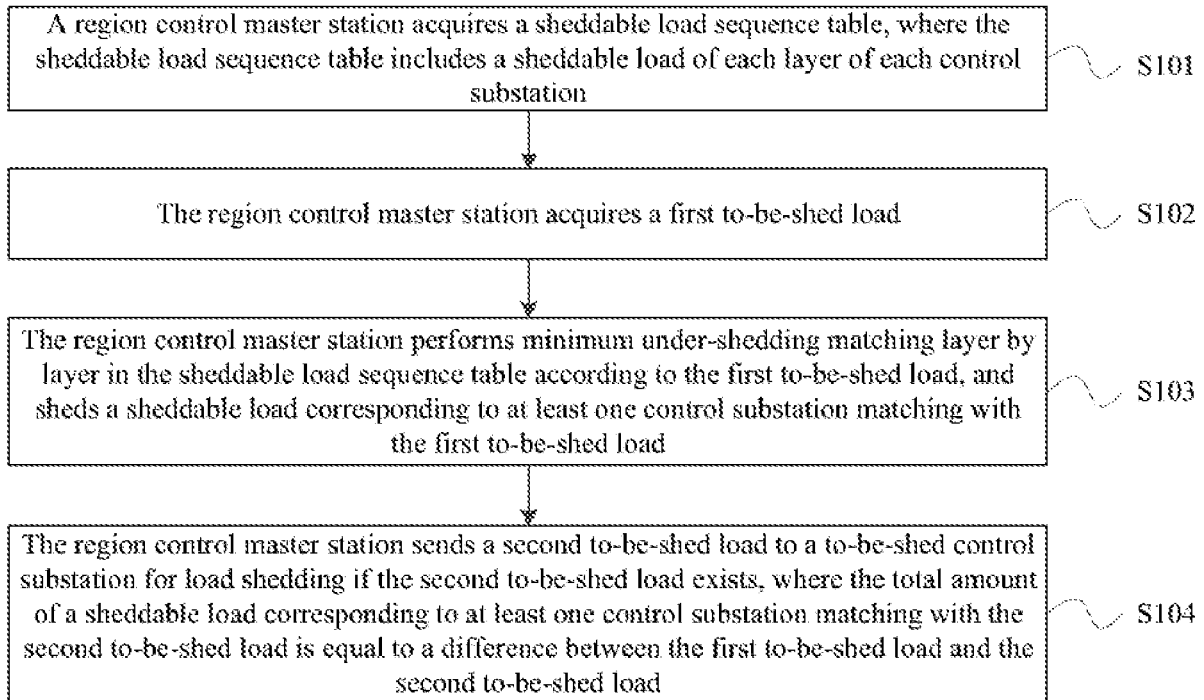 A region control master station acquires a sheddable load sequence table, where the
sheddable load sequence table includes a sheddable load of each layer of each control
substation
S101
The region control master station acquires a first to-be-shed load
S102
The region control master station performs minimum under-shedding matching layer by
layer in the sheddable load sequence table according to the first to-be-shed load, and
sheds a sheddable load corresponding to at least one control substation matching with
the first to-be-shed load
S103
The region control master station sends a second to-be-shed load to a to-be-shed control
substation for load shedding if the second to-be-shed load exists, where the total amount
of a sheddable load corresponding to at least one control substation matching with the
second to-be-shed load is equal to a difference between the first to-be-shed load and the
second to-be-shed load
S104